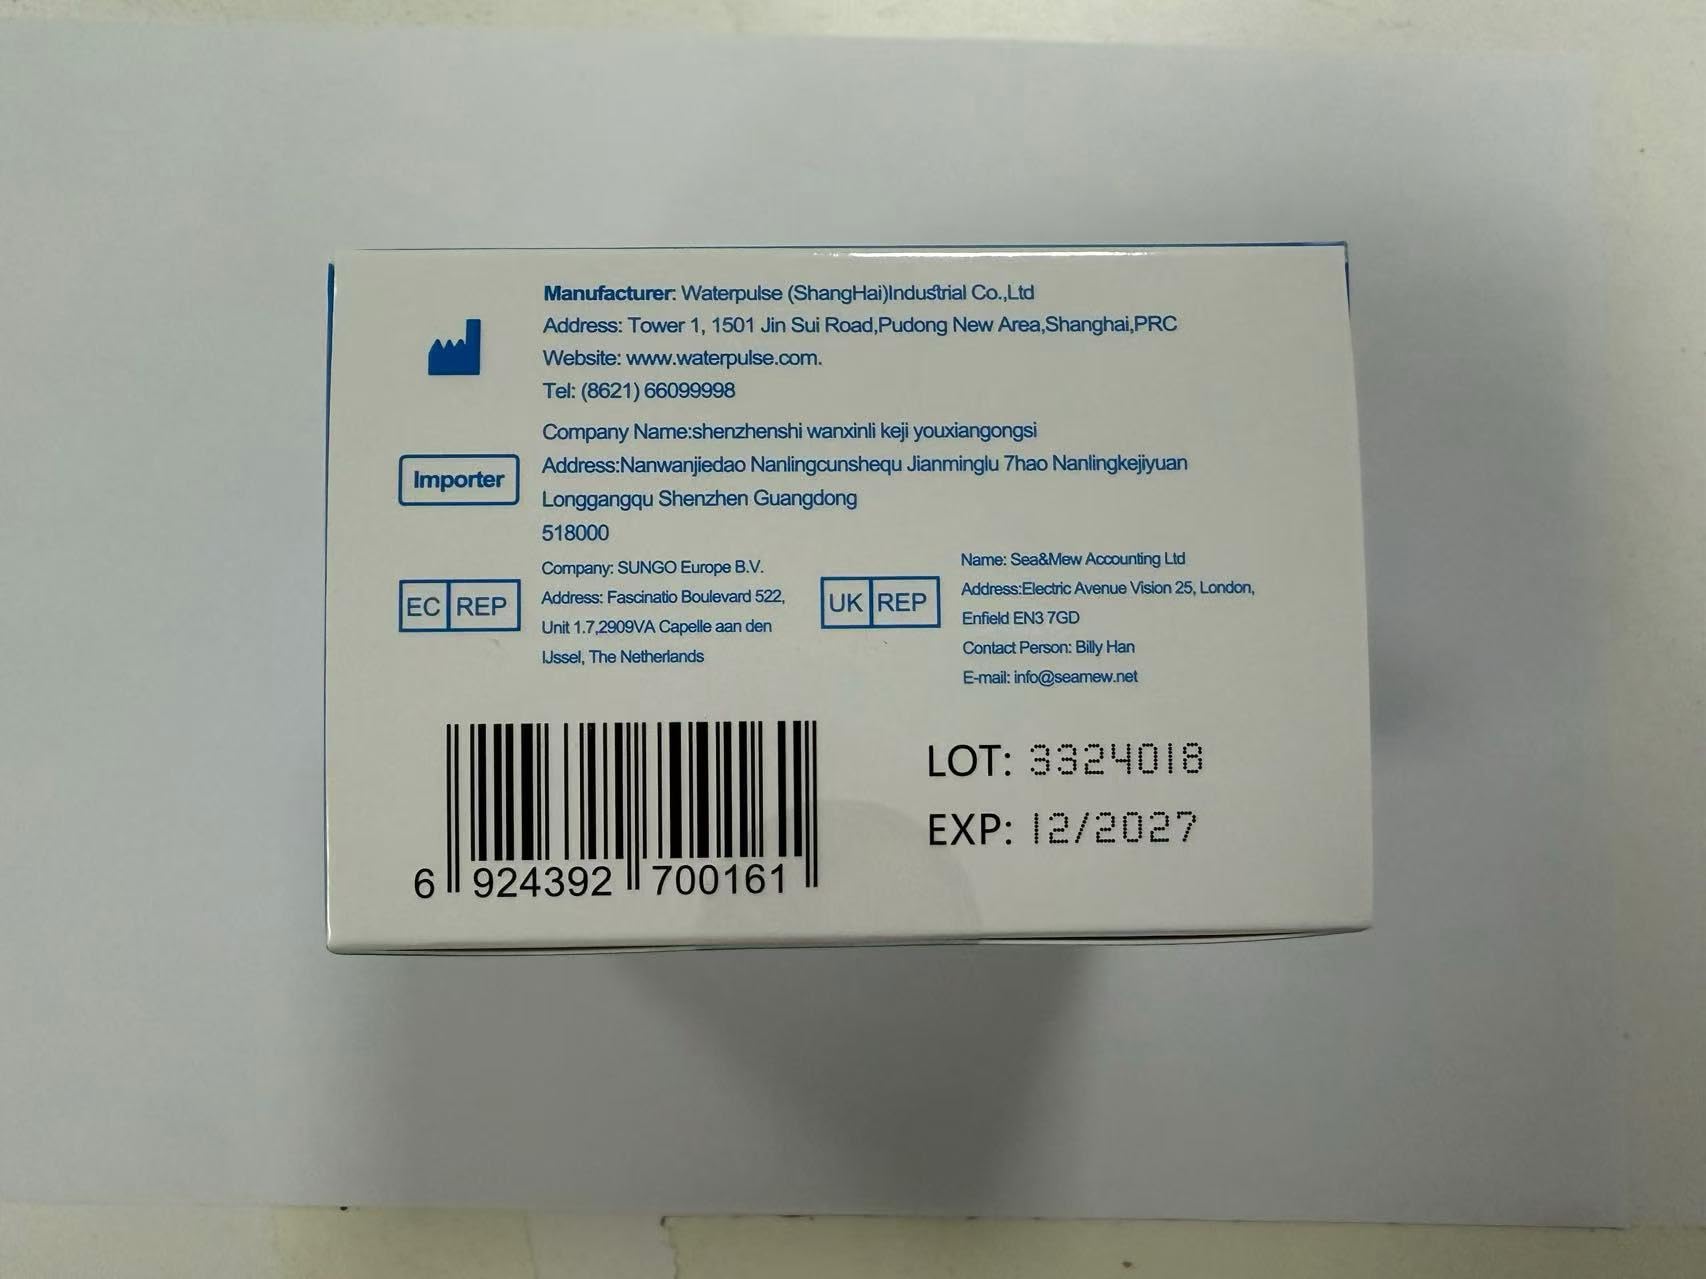 Manufacturer: Waterpulse (ShangHai)Industrial Co.,Ltd
Address: Tower 1, 1501 Jin Sui Road,Pudong New Area,Shanghai,PRC
Website: www.waterpulse.com.
Tel: (8621) 66099998
Importer
Company Name:shenzhenshi wanxinli keji youxiangongsi
Address:Nanwanjiedao Nanlingcunshequ Jianminglu 7hao Nanlingkejiyuan
Longgangqu Shenzhen Guangdong
518000
EC REP
Company: SUNGO Europe B.V.
Address: Fascinatio Boulevard 522,
Unit 1.7,2909VA Capelle aan den
IJssel, The Netherlands
UK REP
Name: Sea&Mew Accounting Ltd
Address:Electric Avenue Vision 25, London,
Enfield EN3 7GD
Contact Person: Billy Han
E-mail: info@seamew.net
6 924392 700161
LOT: 3324018
EXP: 12/2027